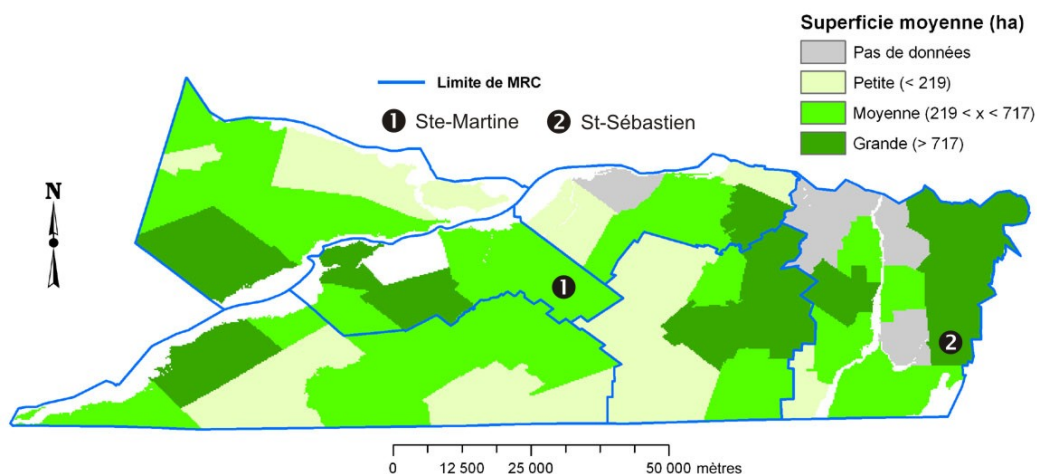 Superficie moyenne (ha)
Pas de données
Petite (< 219)
Moyenne (219 < x < 717)
Grande (> 717)
Limite de MRC
1 Ste-Martine 2 St-Sébastien
N
1
2
0 12 500 25 000 50 000 mètres